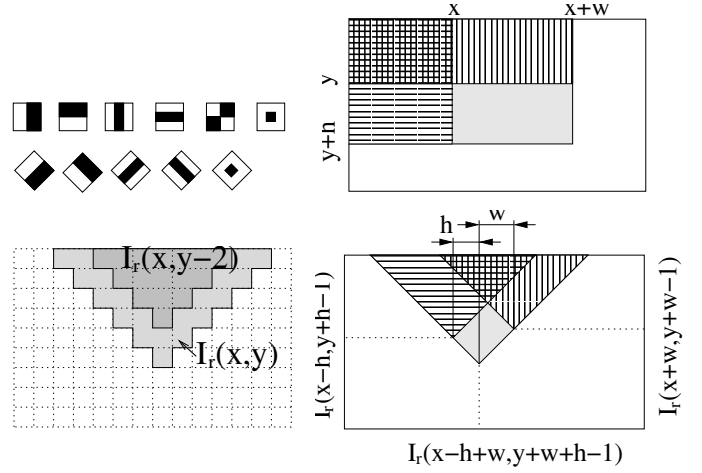 x x+w
y
y+h
I_r(x,y−2)
I_r(x,y)
h w
I_r(x−h,y+h−1)
I_r(x+w,y+w−1)
I_r(x−h+w,y+w+h−1)